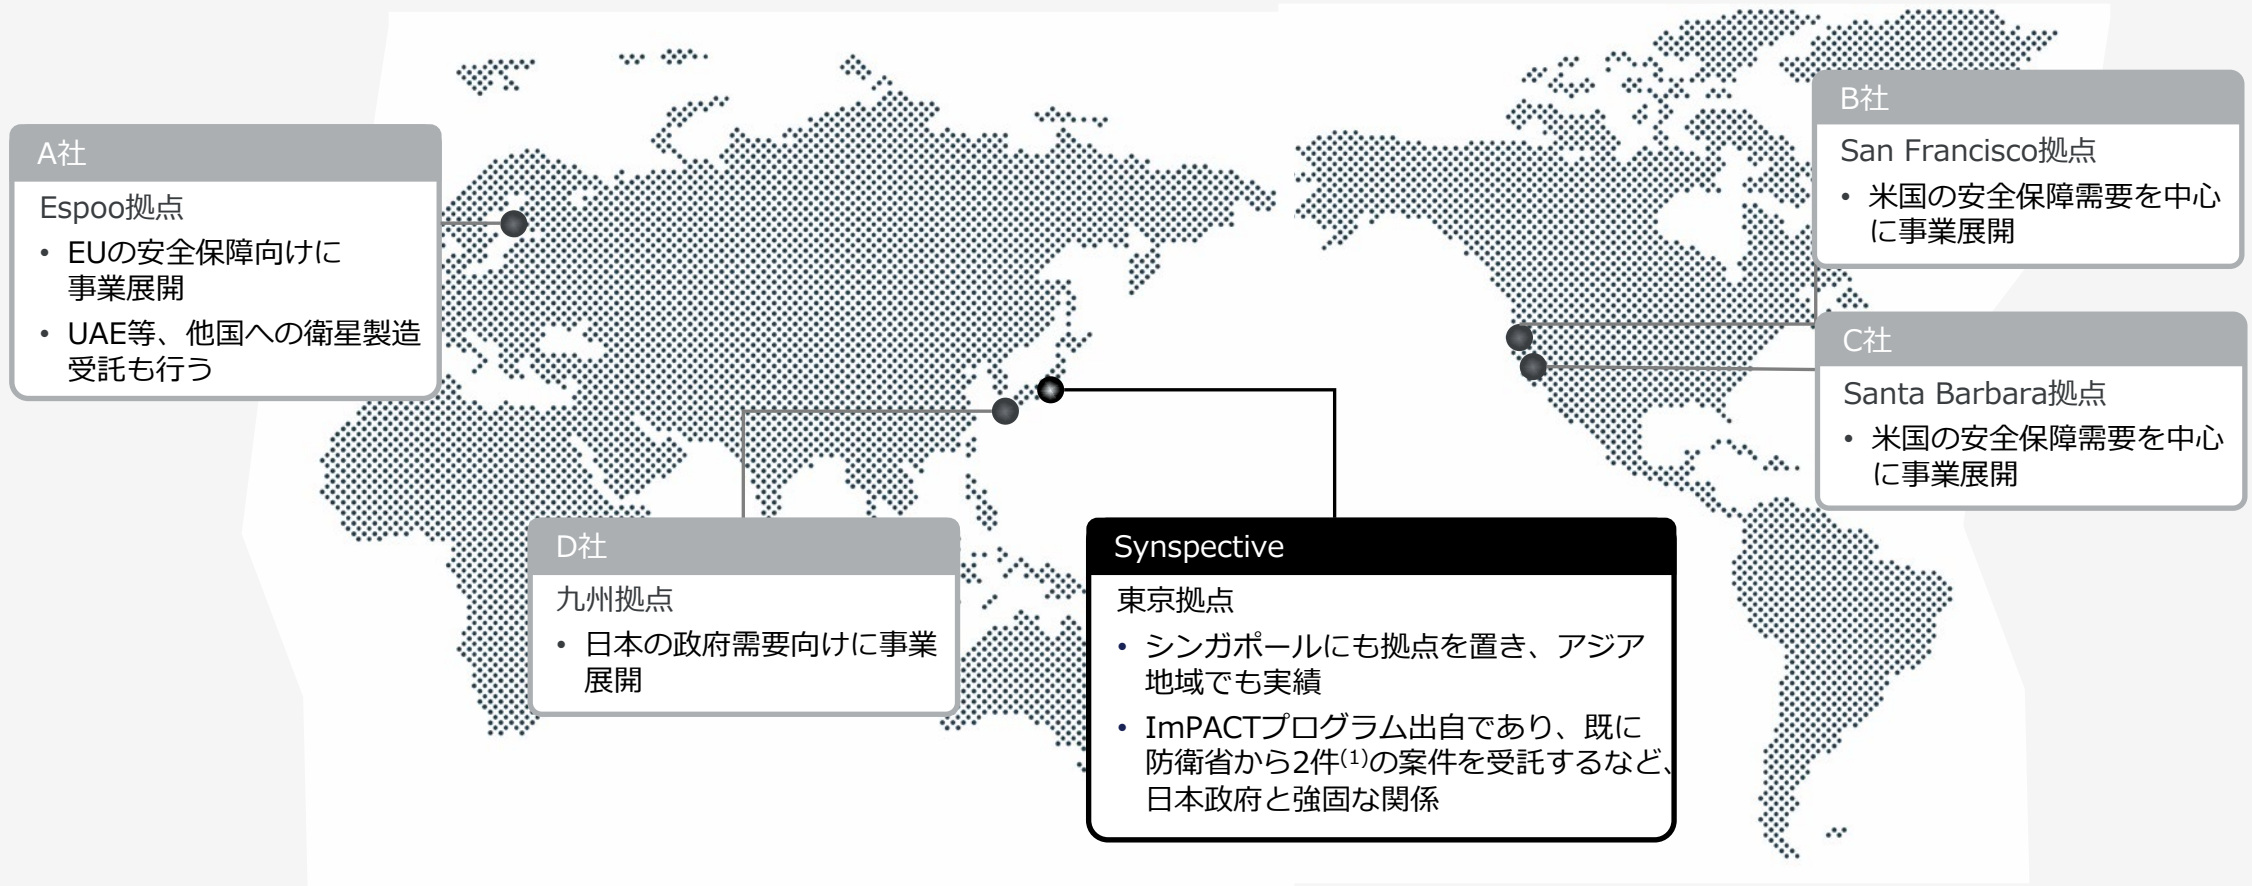 A社
Espoo拠点
• EUの安全保障向けに
事業展開
• UAE等、他国への衛星製造
受託も行う
B社
San Francisco拠点
• 米国の安全保障需要を中心
に事業展開
C社
Santa Barbara拠点
• 米国の安全保障需要を中心
に事業展開
D社
九州拠点
• 日本の政府需要向けに事業
展開
Synspective
東京拠点
• シンガポールにも拠点を置き、アジア
地域でも実績
• ImPACTプログラム出自であり、既に
防衛省から2件(1)の案件を受託するなど、
日本政府と強固な関係